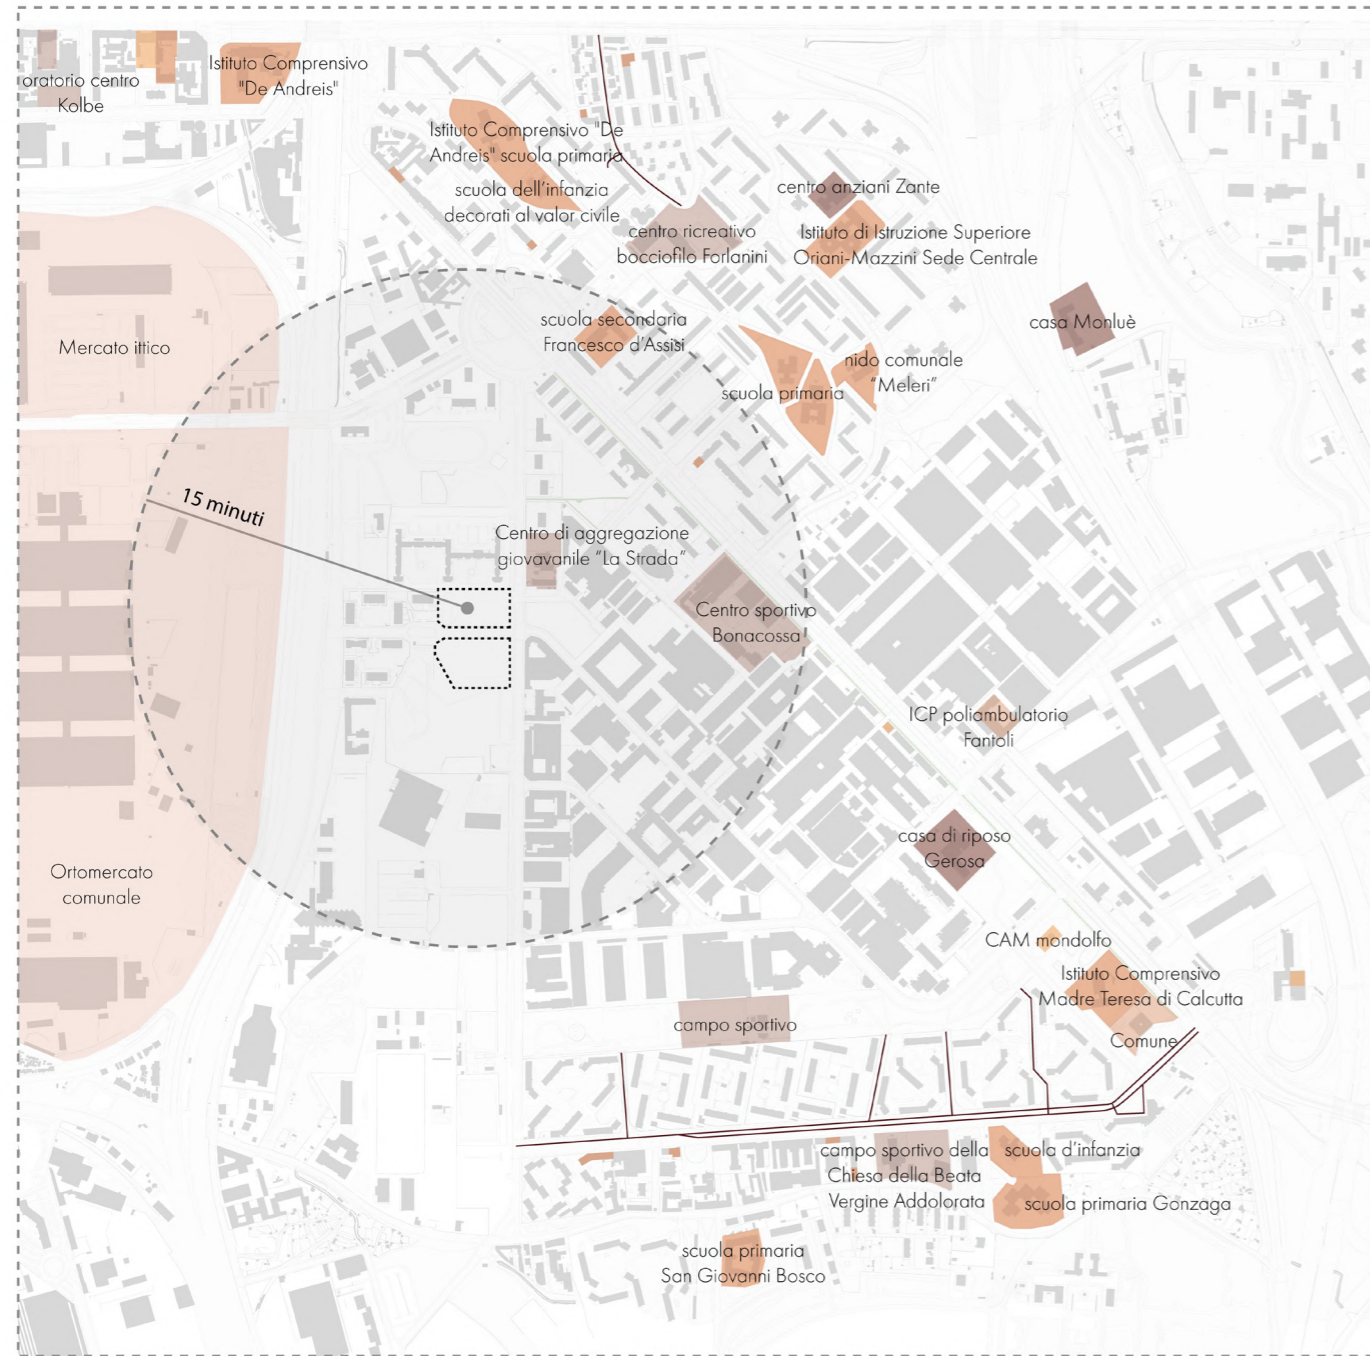 oratorio centro
Kolbe
Istituto Comprensivo
"De Andreis"
Istituto Comprensivo "De
Andreis" scuola primaria
scuola dell'infanzia
decorati al valor civile
centro anziani Zante
centro ricreativo
bocciofilo Forlanini
Istituto di Istruzione Superiore
Oriani-Mazzini Sede Centrale
casa Monluè
Mercato ittico
scuola secondaria
Francesco d'Assisi
nido comunale
"Meleri"
scuola primaria
15 minuti
Centro di aggregazione
giovavanile "La Strada"
Centro sportivo
Bonacossa
ICP poliambulatorio
Fantoli
casa di riposo
Gerosa
Ortomercato
comunale
CAM mondolfo
Istituto Comprensivo
Madre Teresa di Calcutta
campo sportivo
Comune
campo sportivo della
Chiesa della Beata
Vergine Addolorata
scuola d'infanzia
scuola primaria Gonzaga
scuola primaria
San Giovanni Bosco